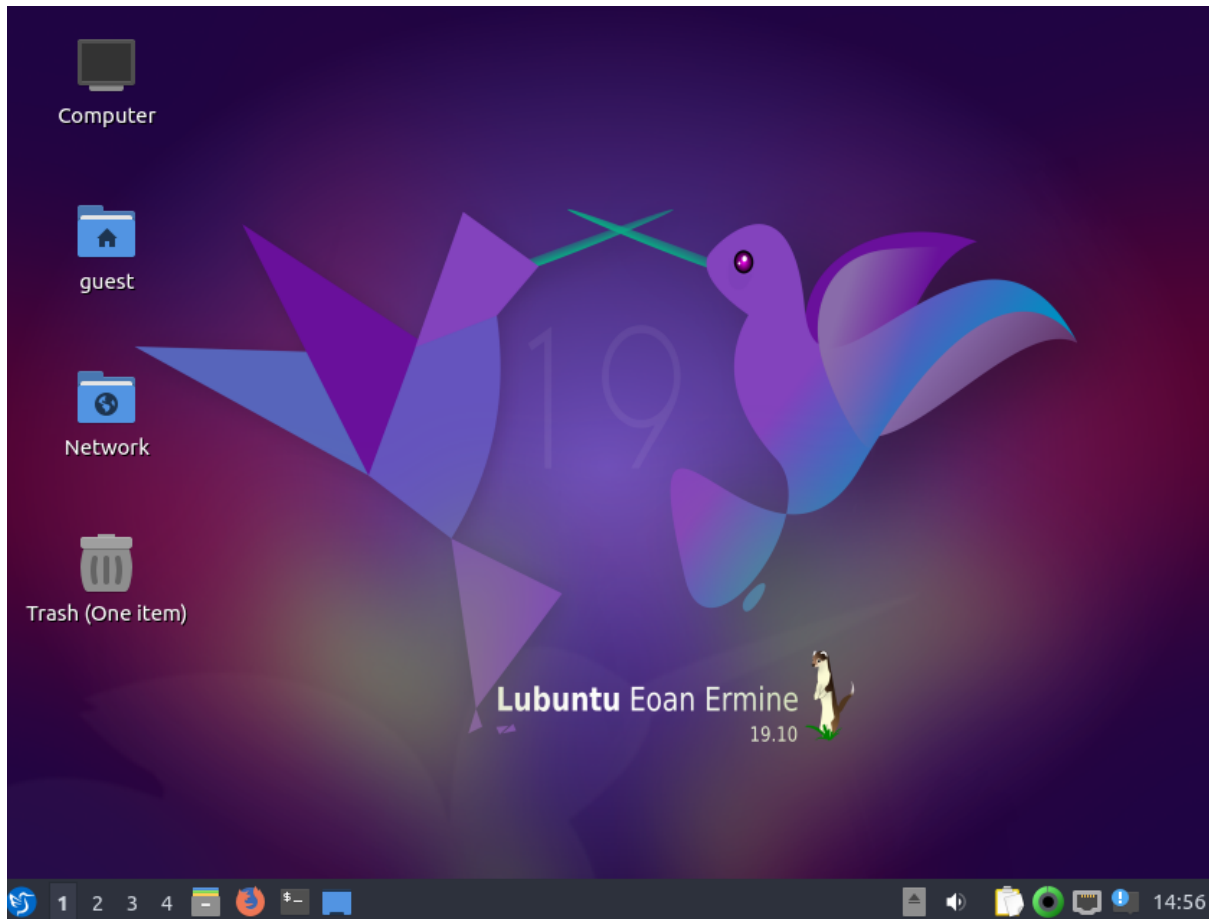 Computer
guest
19
Network
Trash (One item)
Lubuntu Eoan Ermine
19.10
1 2 3 4 $_ 14:56